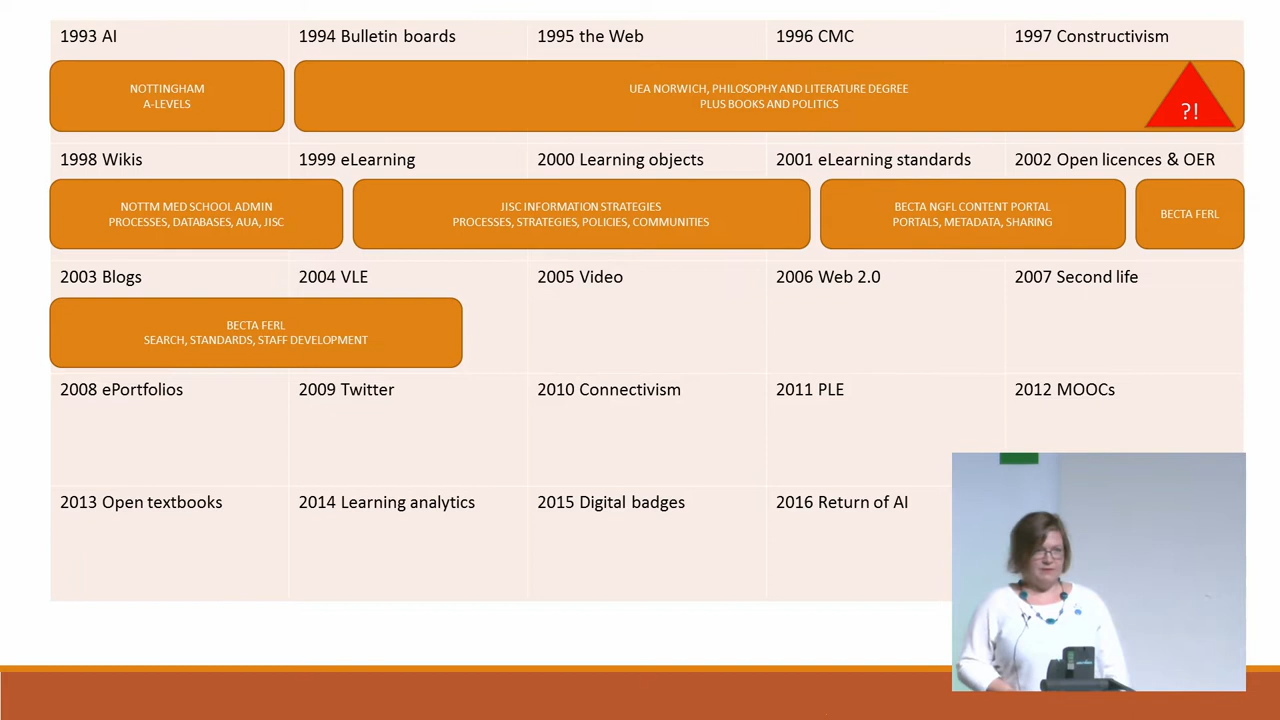 1993 AI
1994 Bulletin boards
1995 the Web
1996 CMC
1997 Constructivism
NOTTINGHAM
A-LEVELS
UEA NORWICH, PHILOSOPHY AND LITERATURE DEGREE
PLUS BOOKS AND POLITICS
?!
1998 Wikis
1999 eLearning
2000 Learning objects
2001 eLearning standards
2002 Open licences & OER
NOTTM MED SCHOOL ADMIN
PROCESSES, DATABASES, AUA, JISC
JISC INFORMATION STRATEGIES
PROCESSES, STRATEGIES, POLICIES, COMMUNITIES
BECTA NGFL CONTENT PORTAL
PORTALS, METADATA, SHARING
BECTA FERL
2003 Blogs
2004 VLE
2005 Video
2006 Web 2.0
2007 Second life
BECTA FERL
SEARCH, STANDARDS, STAFF DEVELOPMENT
2008 ePortfolios
2009 Twitter
2010 Connectivism
2011 PLE
2012 MOOCs
2013 Open textbooks
2014 Learning analytics
2015 Digital badges
2016 Return of AI